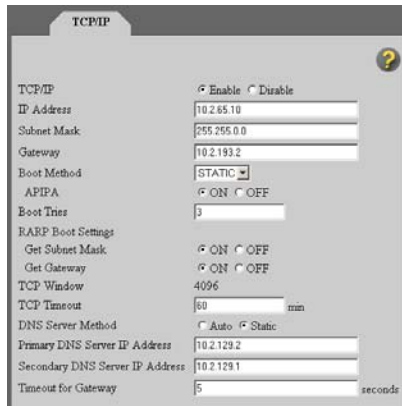 TCP/IP
?
TCP/IP Enable Disable
IP Address 10.2.65.10
Subnet Mask 255.255.0.0
Gateway 10.2.193.2
Boot Method STATIC
APIPA ON OFF
Boot Tries 3
RARP Boot Settings
Get Subnet Mask ON OFF
Get Gateway ON OFF
TCP Window 4096
TCP Timeout 60 min
DNS Server Method Auto Static
Primary DNS Server IP Address 10.2.129.2
Secondary DNS Server IP Address 10.2.129.1
Timeout for Gateway 5 seconds